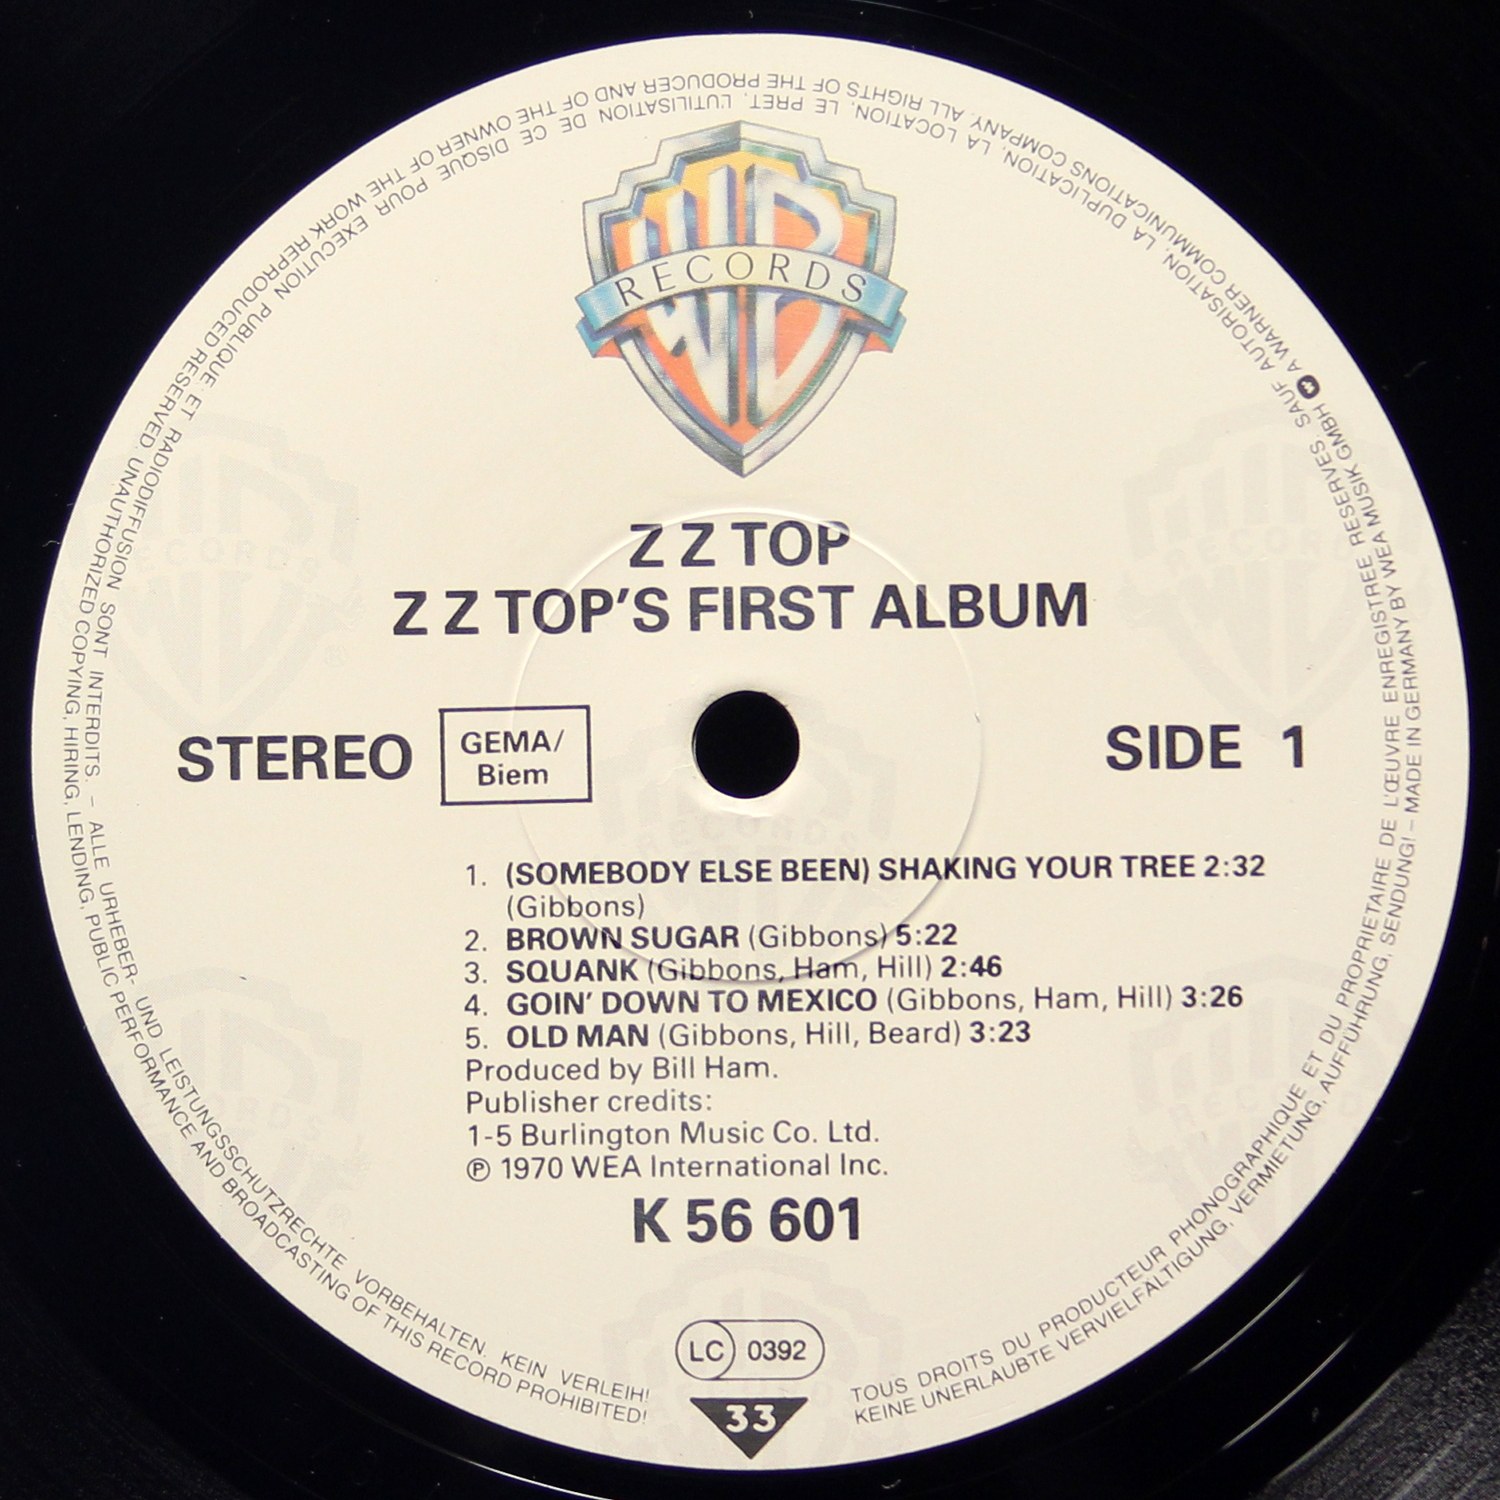 RECORDS
Z Z TOP
Z Z TOP'S FIRST ALBUM
STEREO
GEMA/
Biem
SIDE 1
1. (SOMEBODY ELSE BEEN) SHAKING YOUR TREE 2:32
(Gibbons)
2. BROWN SUGAR (Gibbons) 5:22
3. SQUANK (Gibbons, Ham, Hill) 2:46
4. GOIN' DOWN TO MEXICO (Gibbons, Ham, Hill) 3:26
5. OLD MAN (Gibbons, Hill, Beard) 3:23
Produced by Bill Ham.
Publisher credits:
1-5 Burlington Music Co. Ltd.
℗ 1970 WEA International Inc.
K 56 601
LC 0392
33
TOUS DROITS DU PRODUCTEUR PHONOGRAPHIQUE ET DU PROPRIETAIRE DE L'ŒUVRE ENREGISTREE RESERVES. SAUF AUTORISATION, LA DUPLICATION, LA LOCATION, LE PRET, L'UTILISATION DE CE DISQUE POUR EXECUTION PUBLIQUE ET RADIODIFFUSION SONT INTERDITS. – ALLE URHEBER- UND LEISTUNGSSCHUTZRECHTE VORBEHALTEN. KEIN VERLEIH!
KEINE UNERLAUBTE VERVIELFÄLTIGUNG, VERMIETUNG, AUFFÜHRUNG, SENDUNG! – MADE IN GERMANY BY WEA MUSIK GMBH A WARNER COMMUNICATIONS COMPANY. ALL RIGHTS OF THE PRODUCER AND OF THE OWNER OF THE WORK REPRODUCED RESERVED. UNAUTHORIZED COPYING, HIRING, LENDING, PUBLIC PERFORMANCE AND BROADCASTING OF THIS RECORD PROHIBITED!